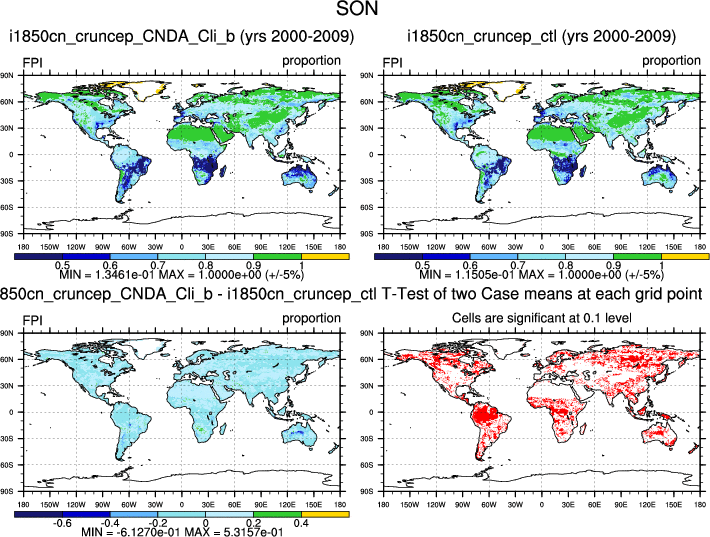 SON
i1850cn_cruncep_CNDA_Cli_b (yrs 2000-2009)
i1850cn_cruncep_ctl (yrs 2000-2009)
FPI proportion
FPI proportion
90N
60N
30N
0
30S
60S
90S
180 150W 120W 90W 60W 30W 0 30E 60E 90E 120E 150E 180
0.5 0.6 0.7 0.8 0.9 1
MIN = 1.3461e-01 MAX = 1.0000e+00 (+/-5%)
90N
60N
30N
0
30S
60S
90S
180 150W 120W 90W 60W 30W 0 30E 60E 90E 120E 150E 180
0.5 0.6 0.7 0.8 0.9 1
MIN = 1.1505e-01 MAX = 1.0000e+00 (+/-5%)
850cn_cruncep_CNDA_Cli_b - i1850cn_cruncep_ctl
T-Test of two Case means at each grid point
FPI proportion
Cells are significant at 0.1 level
90N
60N
30N
0
30S
60S
90S
180 150W 120W 90W 60W 30W 0 30E 60E 90E 120E 150E 180
-0.6 -0.4 -0.2 0 0.2 0.4
MIN = -6.1270e-01 MAX = 5.3157e-01
90N
60N
30N
0
30S
60S
90S
180 150W 120W 90W 60W 30W 0 30E 60E 90E 120E 150E 180